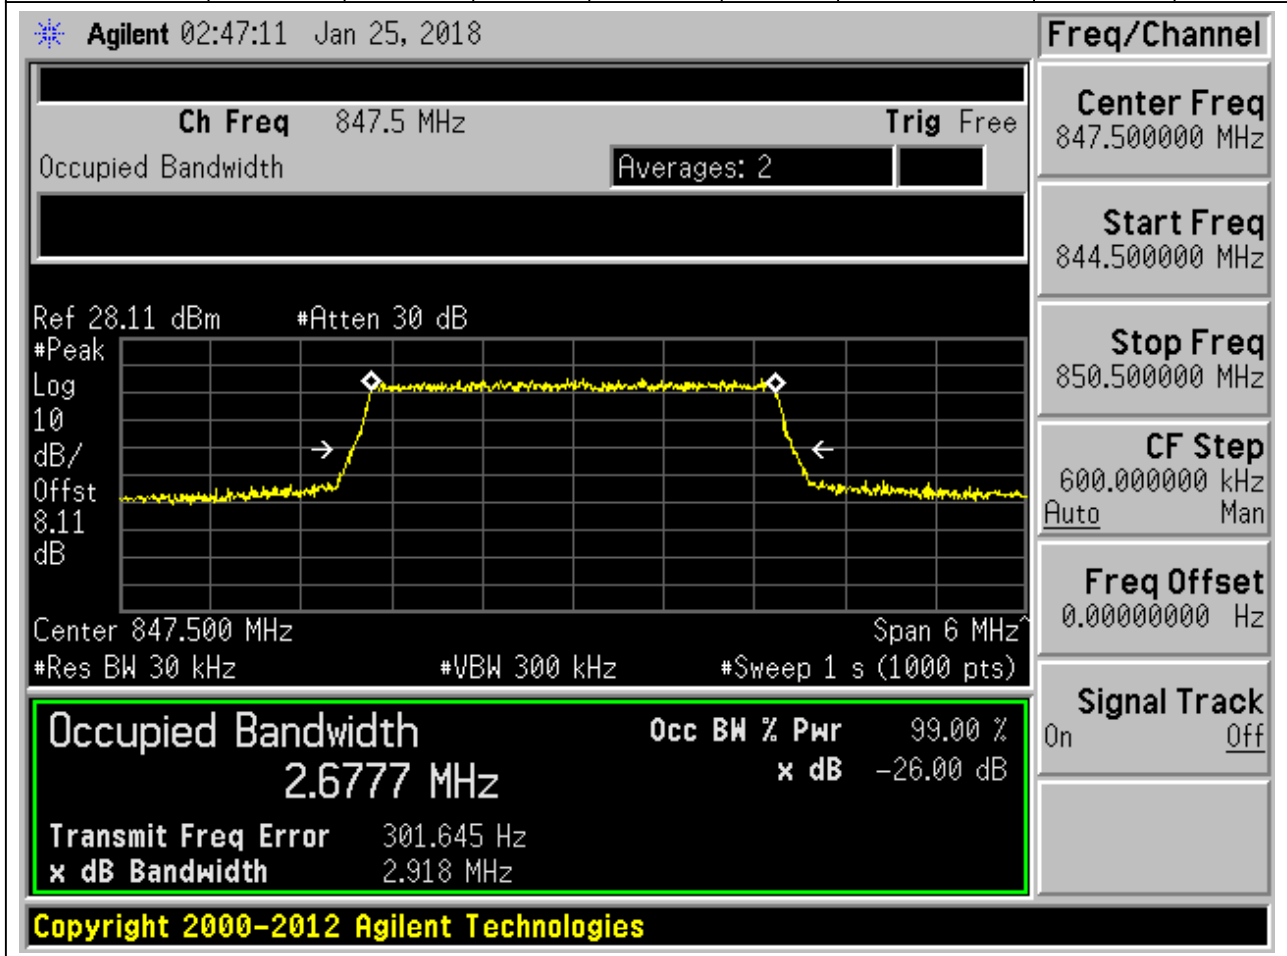 Agilent 02:47:11 Jan 25, 2018
Freq/Channel
Ch Freq 847.5 MHz Trig Free
Occupied Bandwidth Averages: 2
Center Freq
847.500000 MHz
Start Freq
844.500000 MHz
Stop Freq
850.500000 MHz
CF Step
600.000000 kHz
Auto Man
Freq Offset
0.00000000 Hz
Signal Track
On Off
Ref 28.11 dBm #Atten 30 dB
#Peak
Log
10
dB/
Offst
8.11
dB
Center 847.500 MHz Span 6 MHz^
#Res BW 30 kHz #VBW 300 kHz #Sweep 1 s (1000 pts)
Occupied Bandwidth Occ BW % Pwr 99.00 %
2.6777 MHz x dB -26.00 dB
Transmit Freq Error 301.645 Hz
x dB Bandwidth 2.918 MHz
Copyright 2000-2012 Agilent Technologies